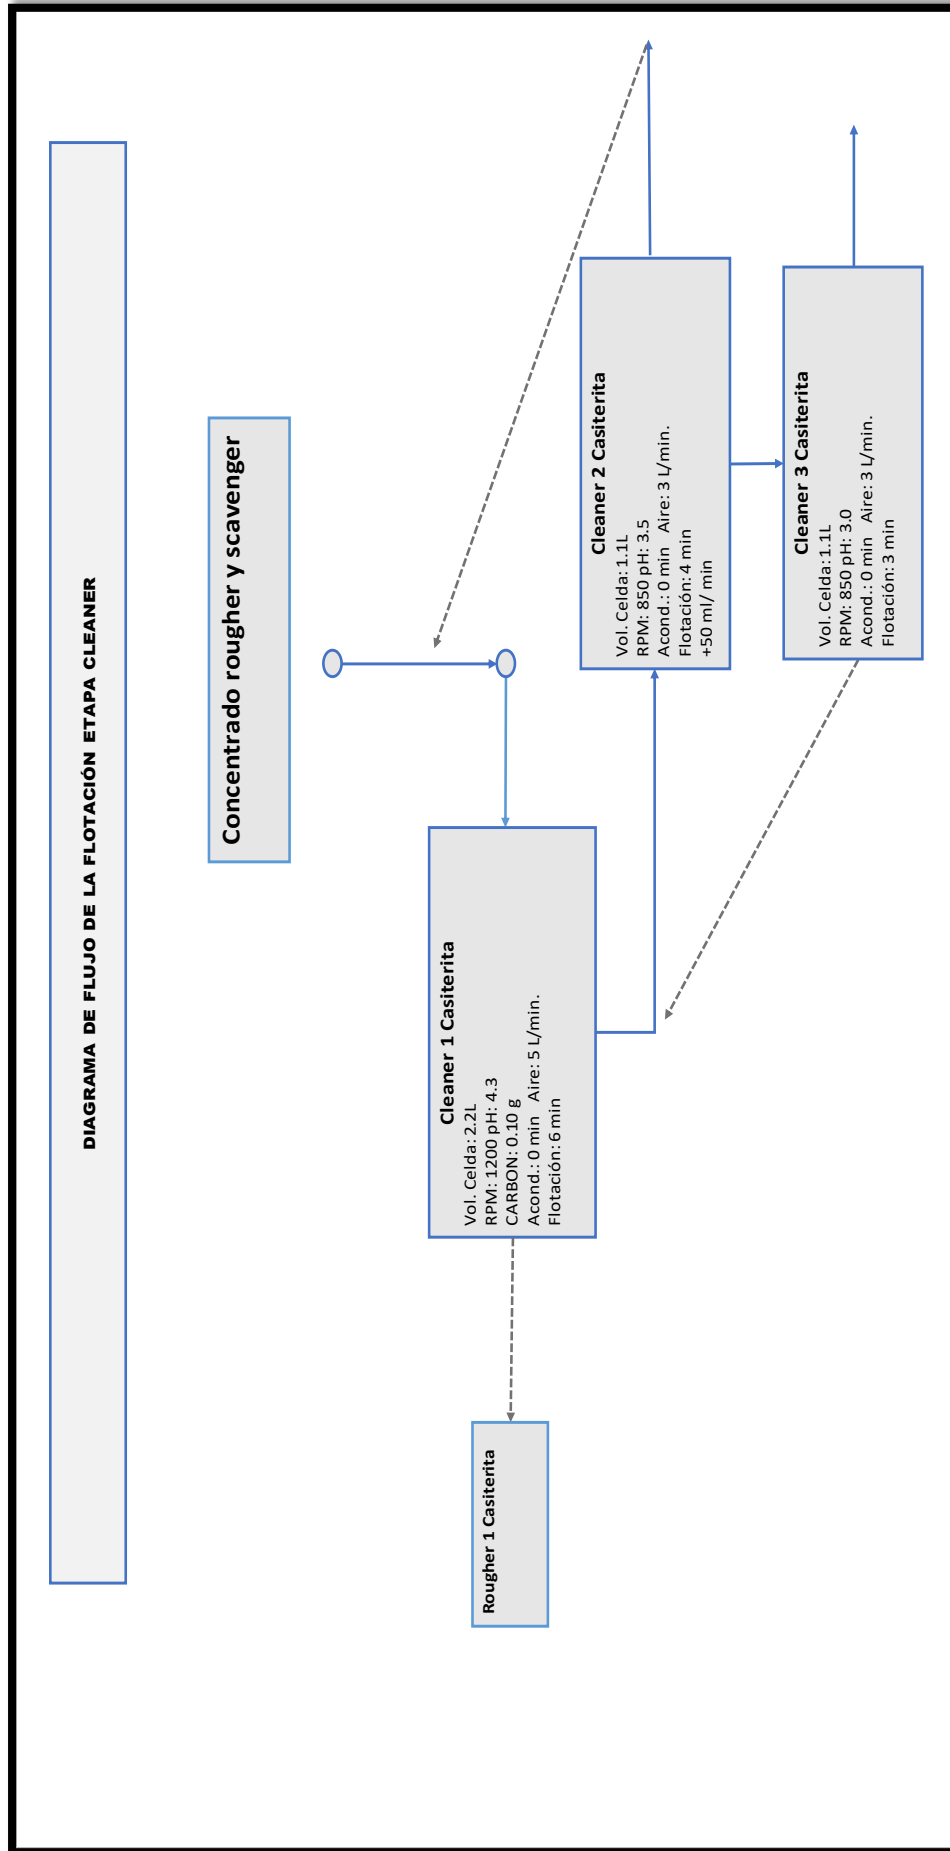 DIAGRAMA DE FLUJO DE LA FLOTACIÓN ETAPA CLEANER
Concentrado rougher y scavenger
Rougher 1 Casiterita
Cleaner 1 Casiterita
Vol. Celda: 2.2L
RPM: 1200 pH: 4.3
CARBON: 0.10 g
Acond.: 0 min Aire: 5 L/min.
Flotación: 6 min
Cleaner 2 Casiterita
Vol. Celda: 1.1L
RPM: 850 pH: 3.5
Acond.: 0 min Aire: 3 L/min.
Flotación: 4 min
+50 ml/ min
Cleaner 3 Casiterita
Vol. Celda: 1.1L
RPM: 850 pH: 3.0
Acond.: 0 min Aire: 3 L/min.
Flotación: 3 min